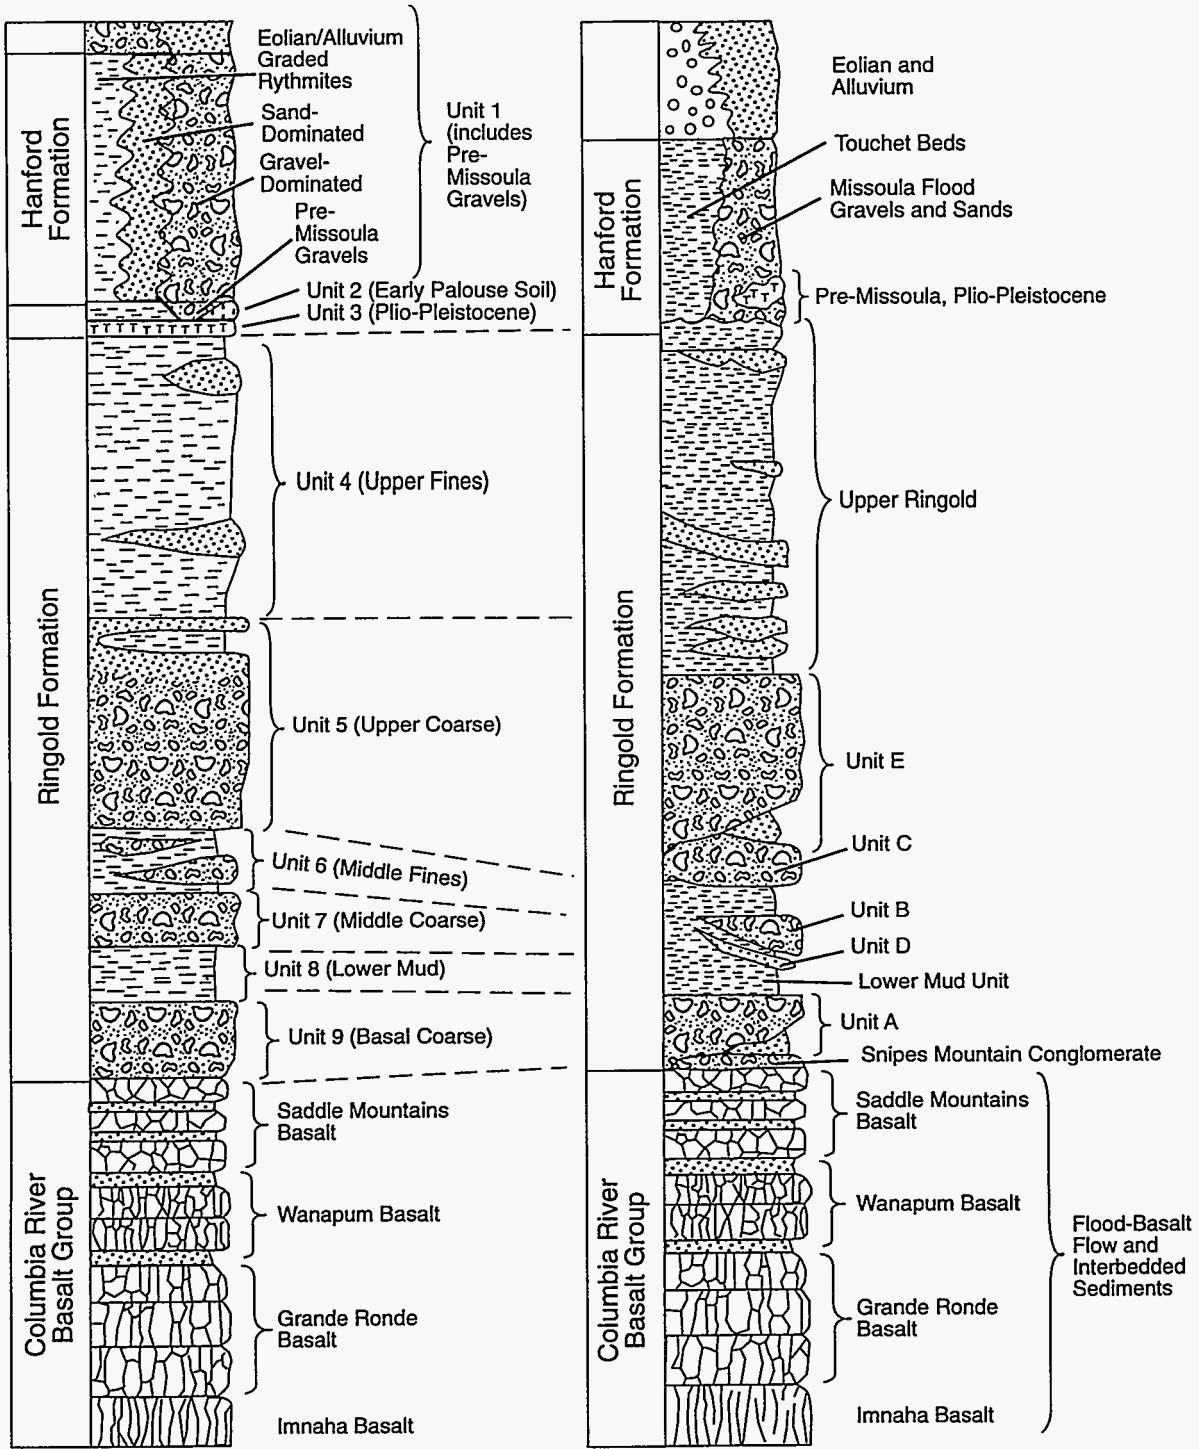 Hanford
Formation
Ringold Formation
Columbia River
Basalt Group
Eolian/Alluvium
Graded
Rythmites
Sand-
Dominated
Gravel-
Dominated
Pre-
Missoula
Gravels
Unit 1
(includes
Pre-
Missoula
Gravels)
Unit 2 (Early Palouse Soil)
Unit 3 (Plio-Pleistocene)
Unit 4 (Upper Fines)
Unit 5 (Upper Coarse)
Unit 6 (Middle Fines)
Unit 7 (Middle Coarse)
Unit 8 (Lower Mud)
Unit 9 (Basal Coarse)
Saddle Mountains
Basalt
Wanapum Basalt
Grande Ronde
Basalt
Imnaha Basalt
Hanford
Formation
Ringold Formation
Columbia River
Basalt Group
Eolian and
Alluvium
Touchet Beds
Missoula Flood
Gravels and Sands
Pre-Missoula, Plio-Pleistocene
Upper Ringold
Unit E
Unit C
Unit B
Unit D
Lower Mud Unit
Unit A
Snipes Mountain Conglomerate
Saddle Mountains
Basalt
Wanapum Basalt
Grande Ronde
Basalt
Imnaha Basalt
Flood-Basalt
Flow and
Interbedded
Sediments